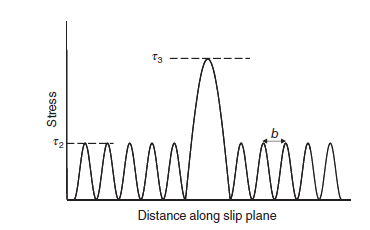 τ3
b
τ2
Stress
Distance along slip plane